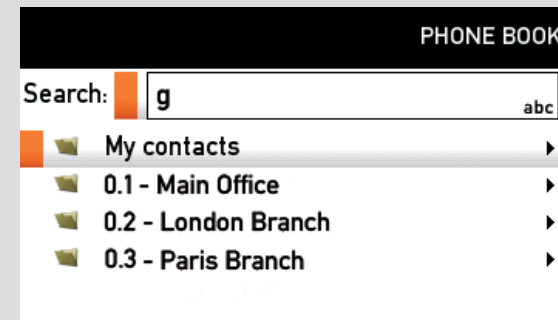 PHONE BOOK
Search: g abc
My contacts
0.1 - Main Office
0.2 - London Branch
0.3 - Paris Branch